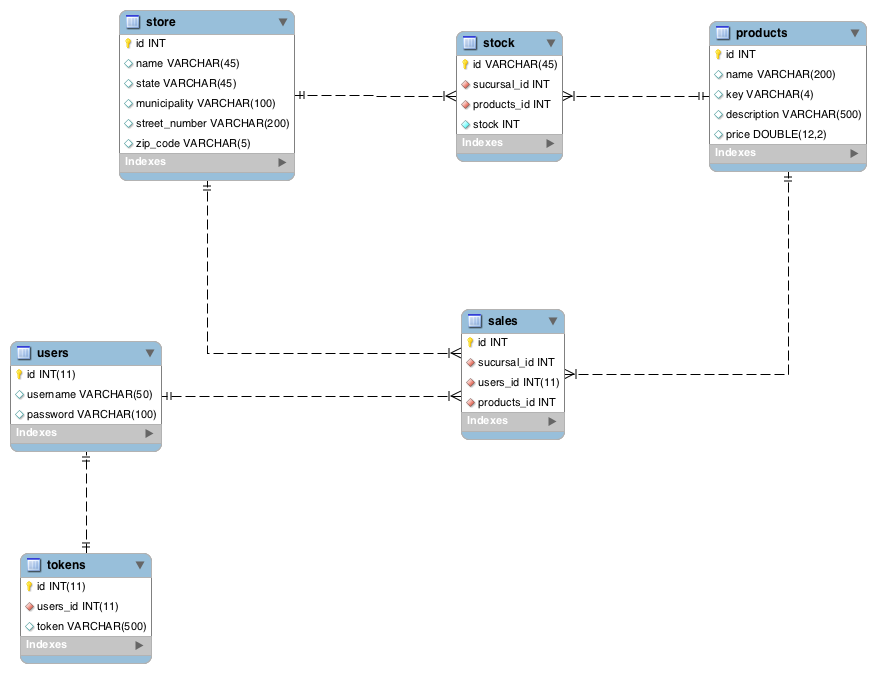 store
id INT
name VARCHAR(45)
state VARCHAR(45)
municipality VARCHAR(100)
street_number VARCHAR(200)
zip_code VARCHAR(5)
Indexes
stock
id VARCHAR(45)
sucursal_id INT
products_id INT
stock INT
Indexes
products
id INT
name VARCHAR(200)
key VARCHAR(4)
description VARCHAR(500)
price DOUBLE(12,2)
Indexes
users
id INT(11)
username VARCHAR(50)
password VARCHAR(100)
Indexes
sales
id INT
sucursal_id INT
users_id INT(11)
products_id INT
Indexes
tokens
id INT(11)
users_id INT(11)
token VARCHAR(500)
Indexes